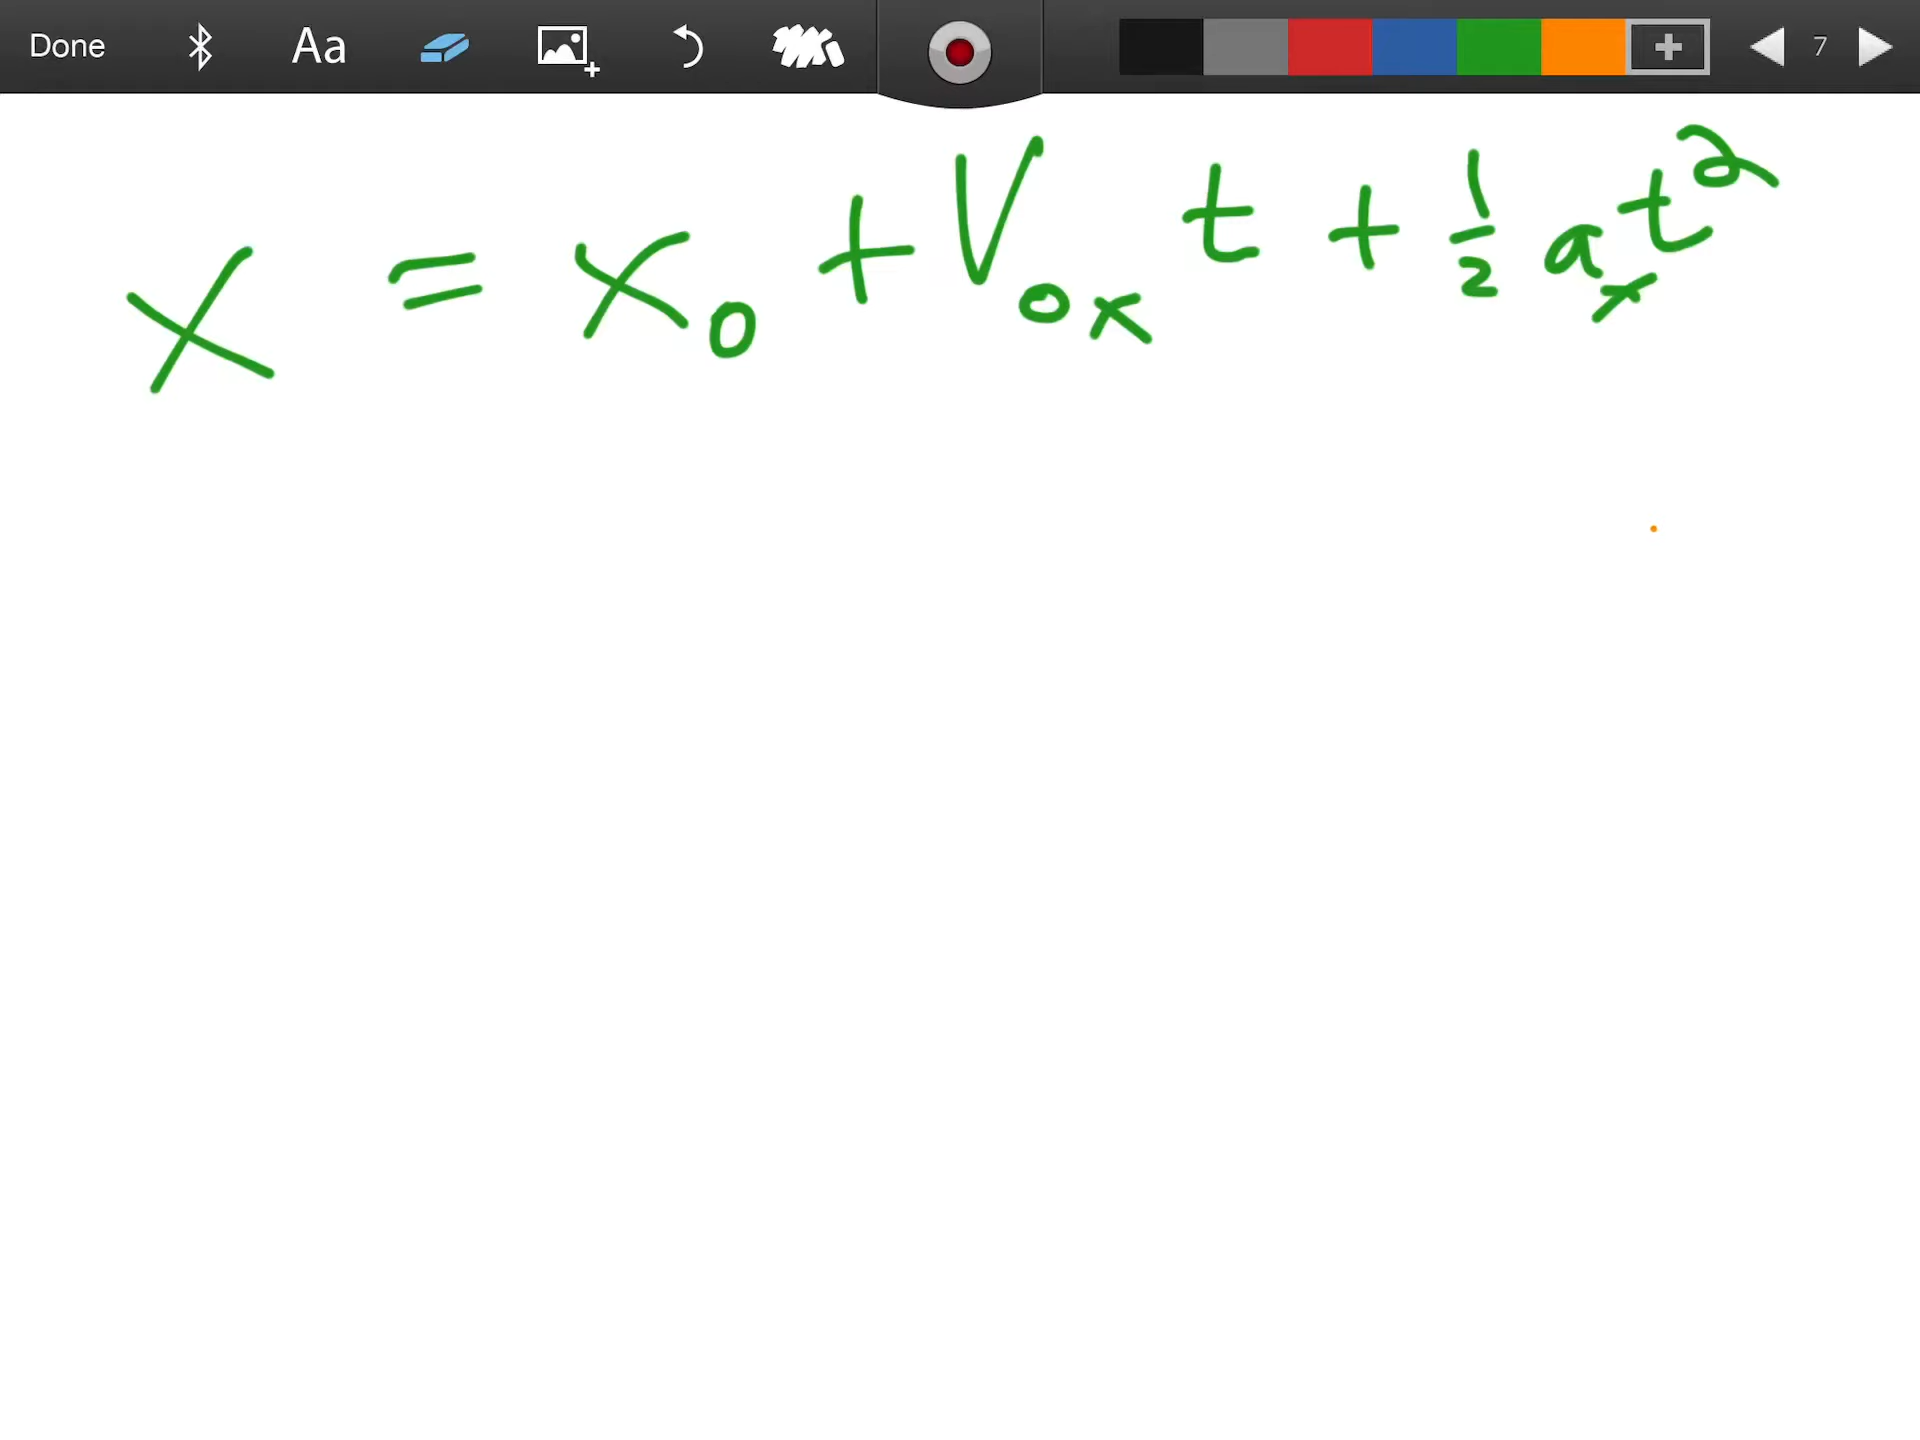 Done Aa 7
x = x₀ + V₀ₓ t + ½ aₓt²